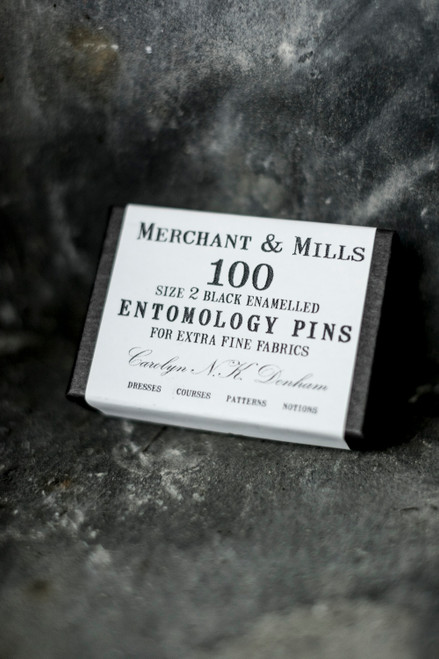 MERCHANT & MILLS
100
SIZE 2 BLACK ENAMELLED
ENTOMOLOGY PINS
FOR EXTRA FINE FABRICS
Carolyn N.K. Denham
DRESSES COURSES PATTERNS NOTIONS